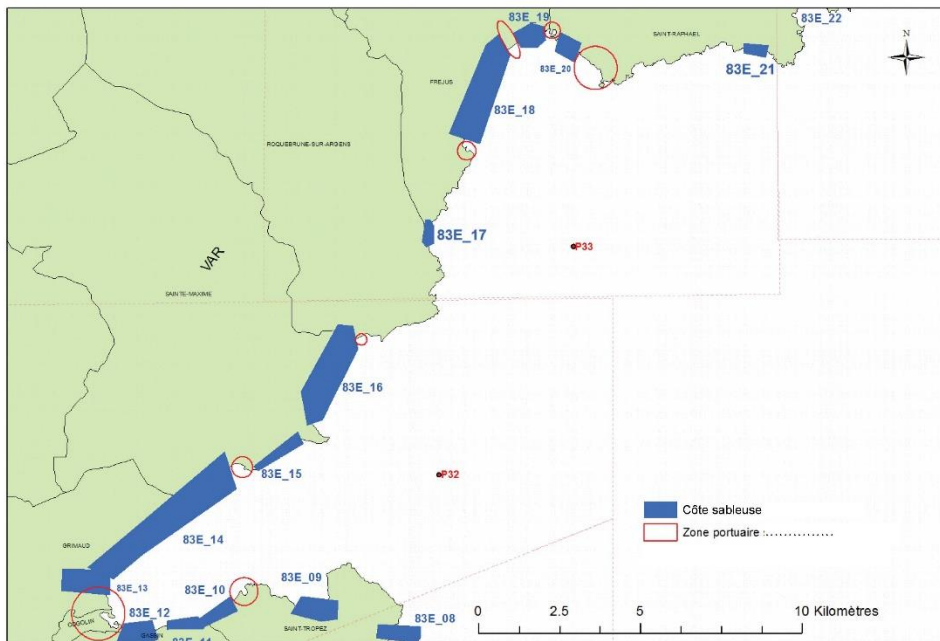 83E_19
83E_22
SAINT-RAPHAEL
N
83E_20
83E_21
FREJUS
83E_18
ROQUEBRUNE-SUR-ARGENS
83E_17
P33
VAR
SAINTE-MAXIME
83E_16
83E_15
P32
Côte sableuse
Zone portuaire :
83E_14
GRIMAUD
83E_13
83E_10
83E_09
83E_12
COGOLIN
GASSIN
83E_11
SAINT-TROPEZ
83E_08
0 2.5 5 10 Kilomètres